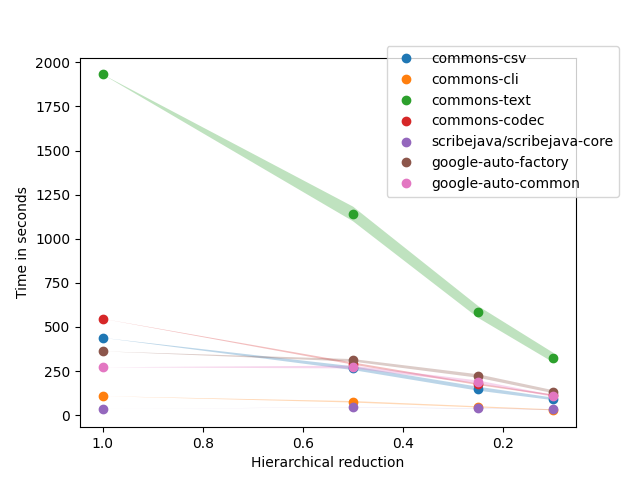 commons-csv
commons-cli
commons-text
commons-codec
scribejava/scribejava-core
google-auto-factory
google-auto-common
2000
1750
1500
1250
1000
750
500
250
0
Time in seconds
1.0 0.8 0.6 0.4 0.2
Hierarchical reduction